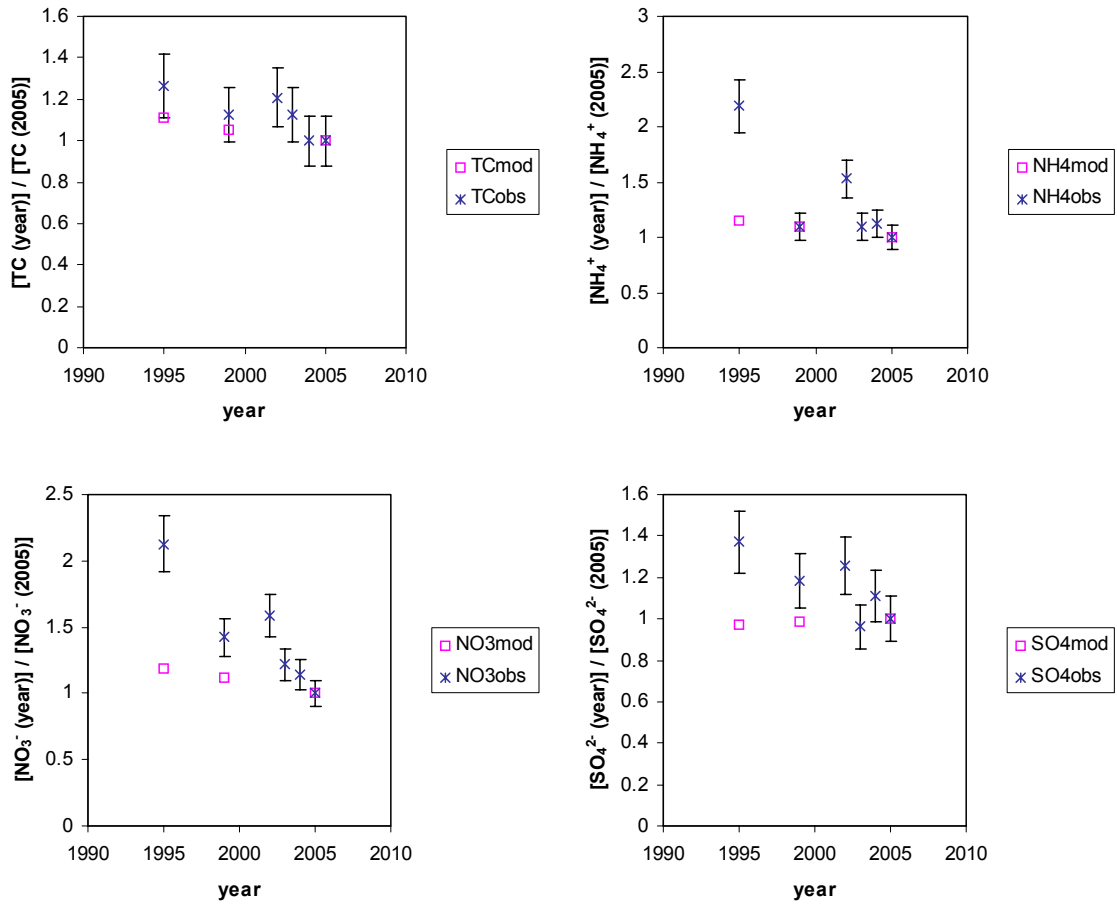 [TC (year)] / [TC (2005)]
1.6
1.4
1.2
1
0.8
0.6
0.4
0.2
0
1990 1995 2000 2005 2010
year
TCmod
TCobs
[NH₄⁺ (year)] / [NH₄⁺ (2005)]
3
2.5
2
1.5
1
0.5
0
1990 1995 2000 2005 2010
year
NH4mod
NH4obs
[NO₃⁻ (year)] / [NO₃⁻ (2005)]
2.5
2
1.5
1
0.5
0
1990 1995 2000 2005 2010
year
NO3mod
NO3obs
[SO₄²⁻ (year)] / [SO₄²⁻ (2005)]
1.6
1.4
1.2
1
0.8
0.6
0.4
0.2
0
1990 1995 2000 2005 2010
year
SO4mod
SO4obs